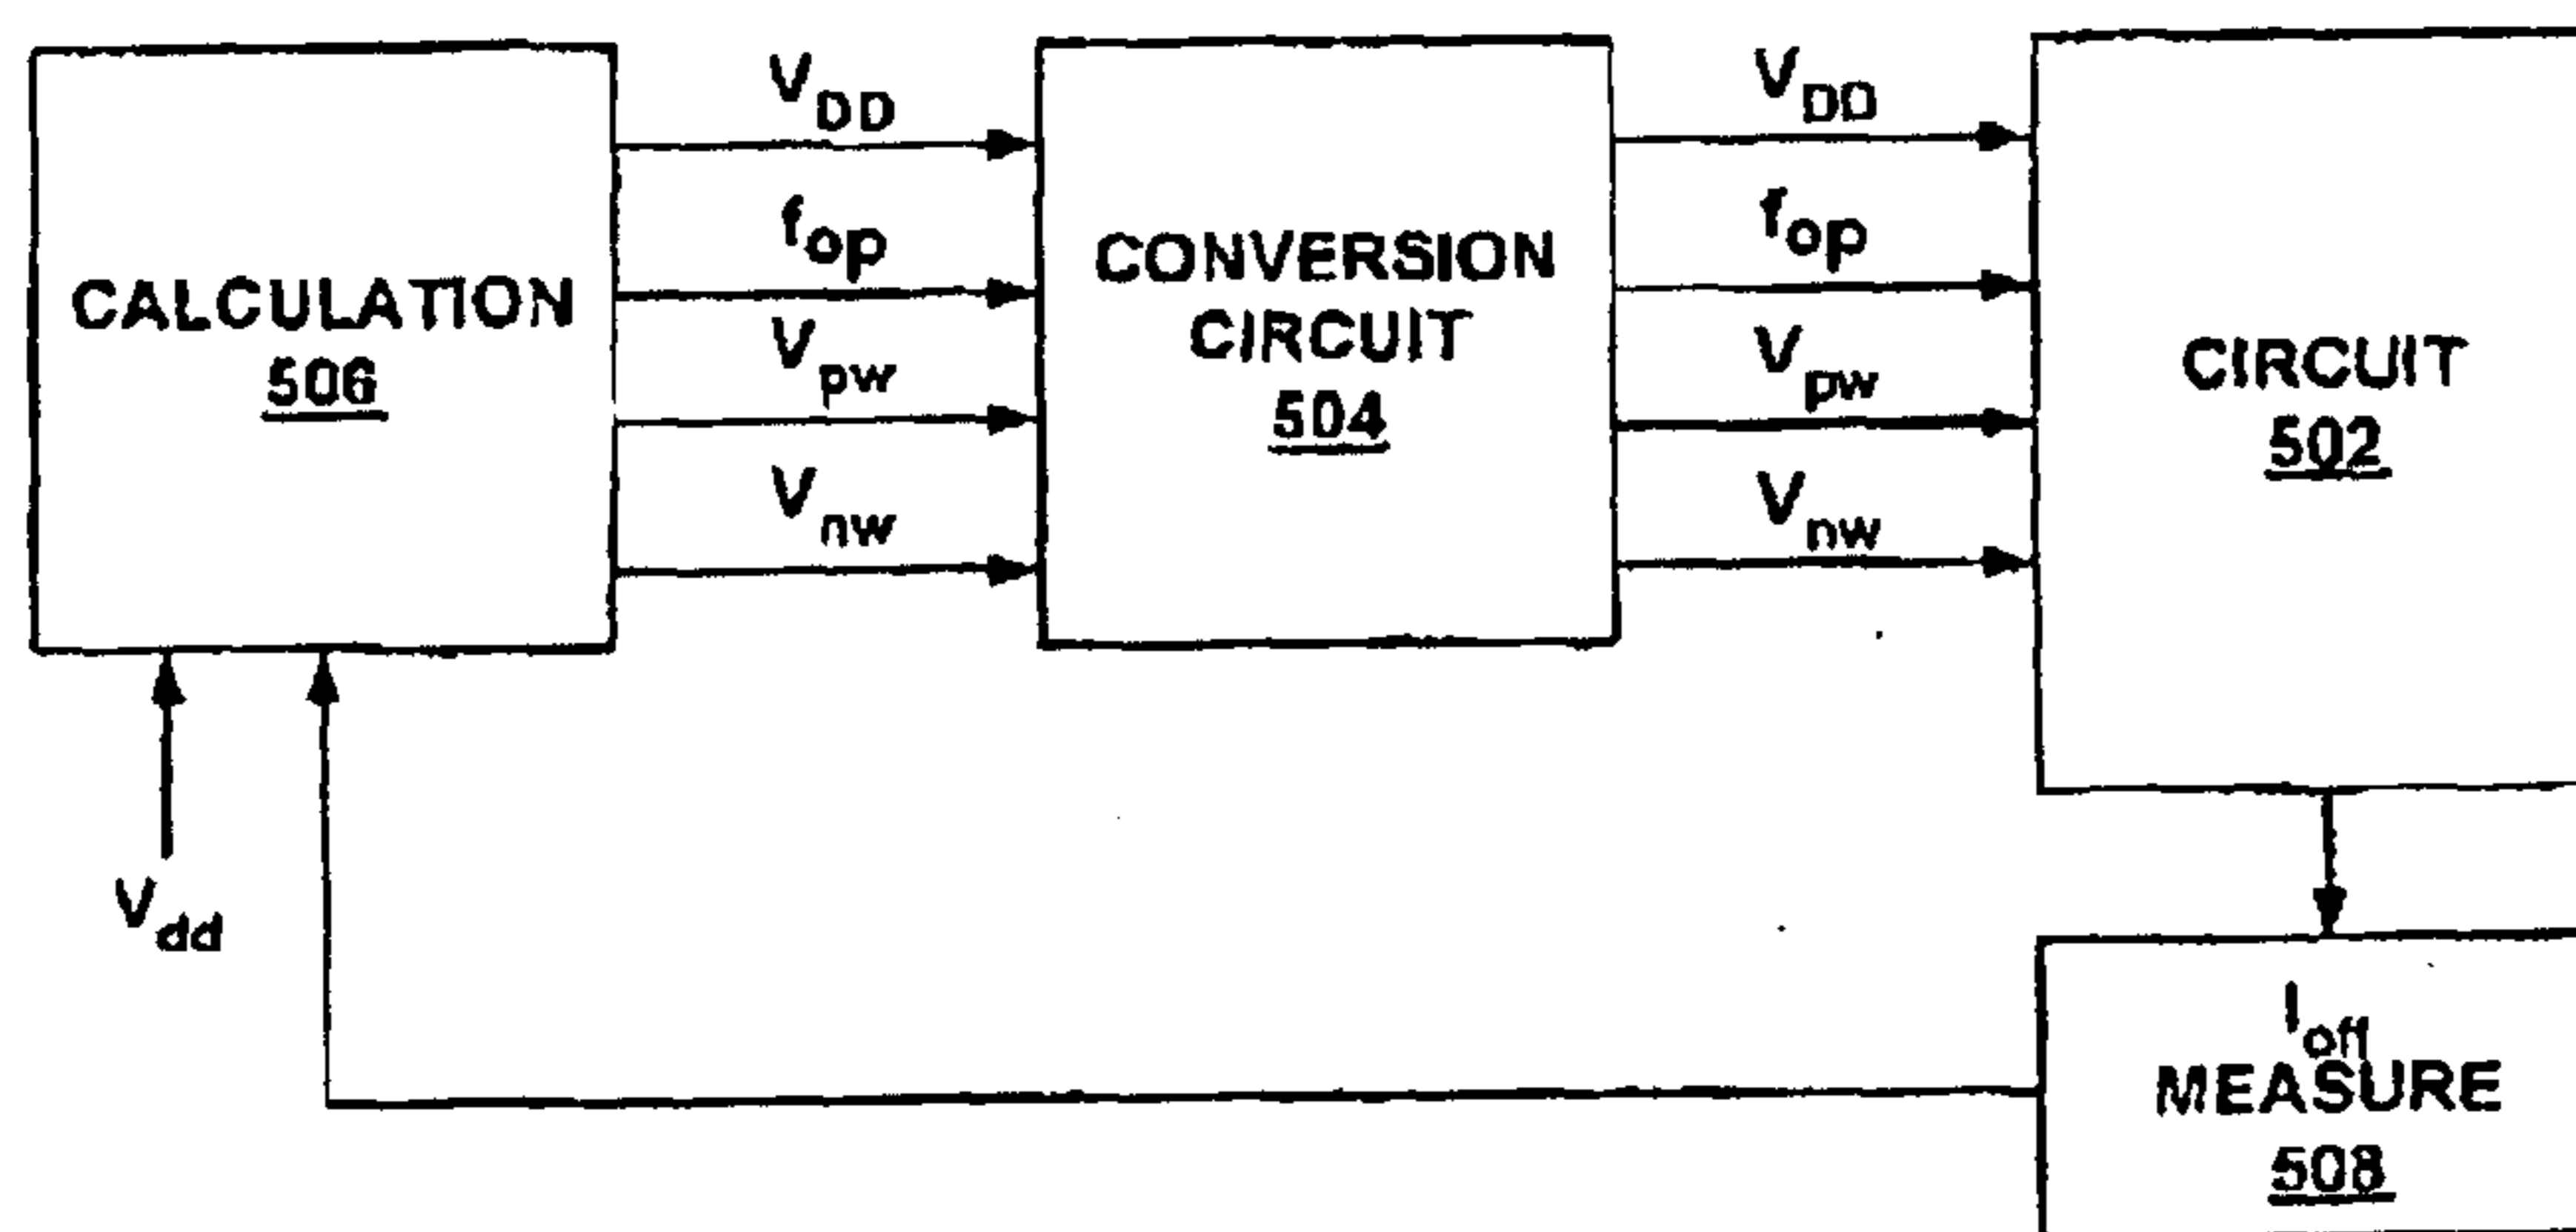 CALCULATION
506
V_DD
f_op
V_pw
V_nw
CONVERSION
CIRCUIT
504
V_DD
f_op
V_pw
V_nw
CIRCUIT
502
V_dd
I_off
MEASURE
508